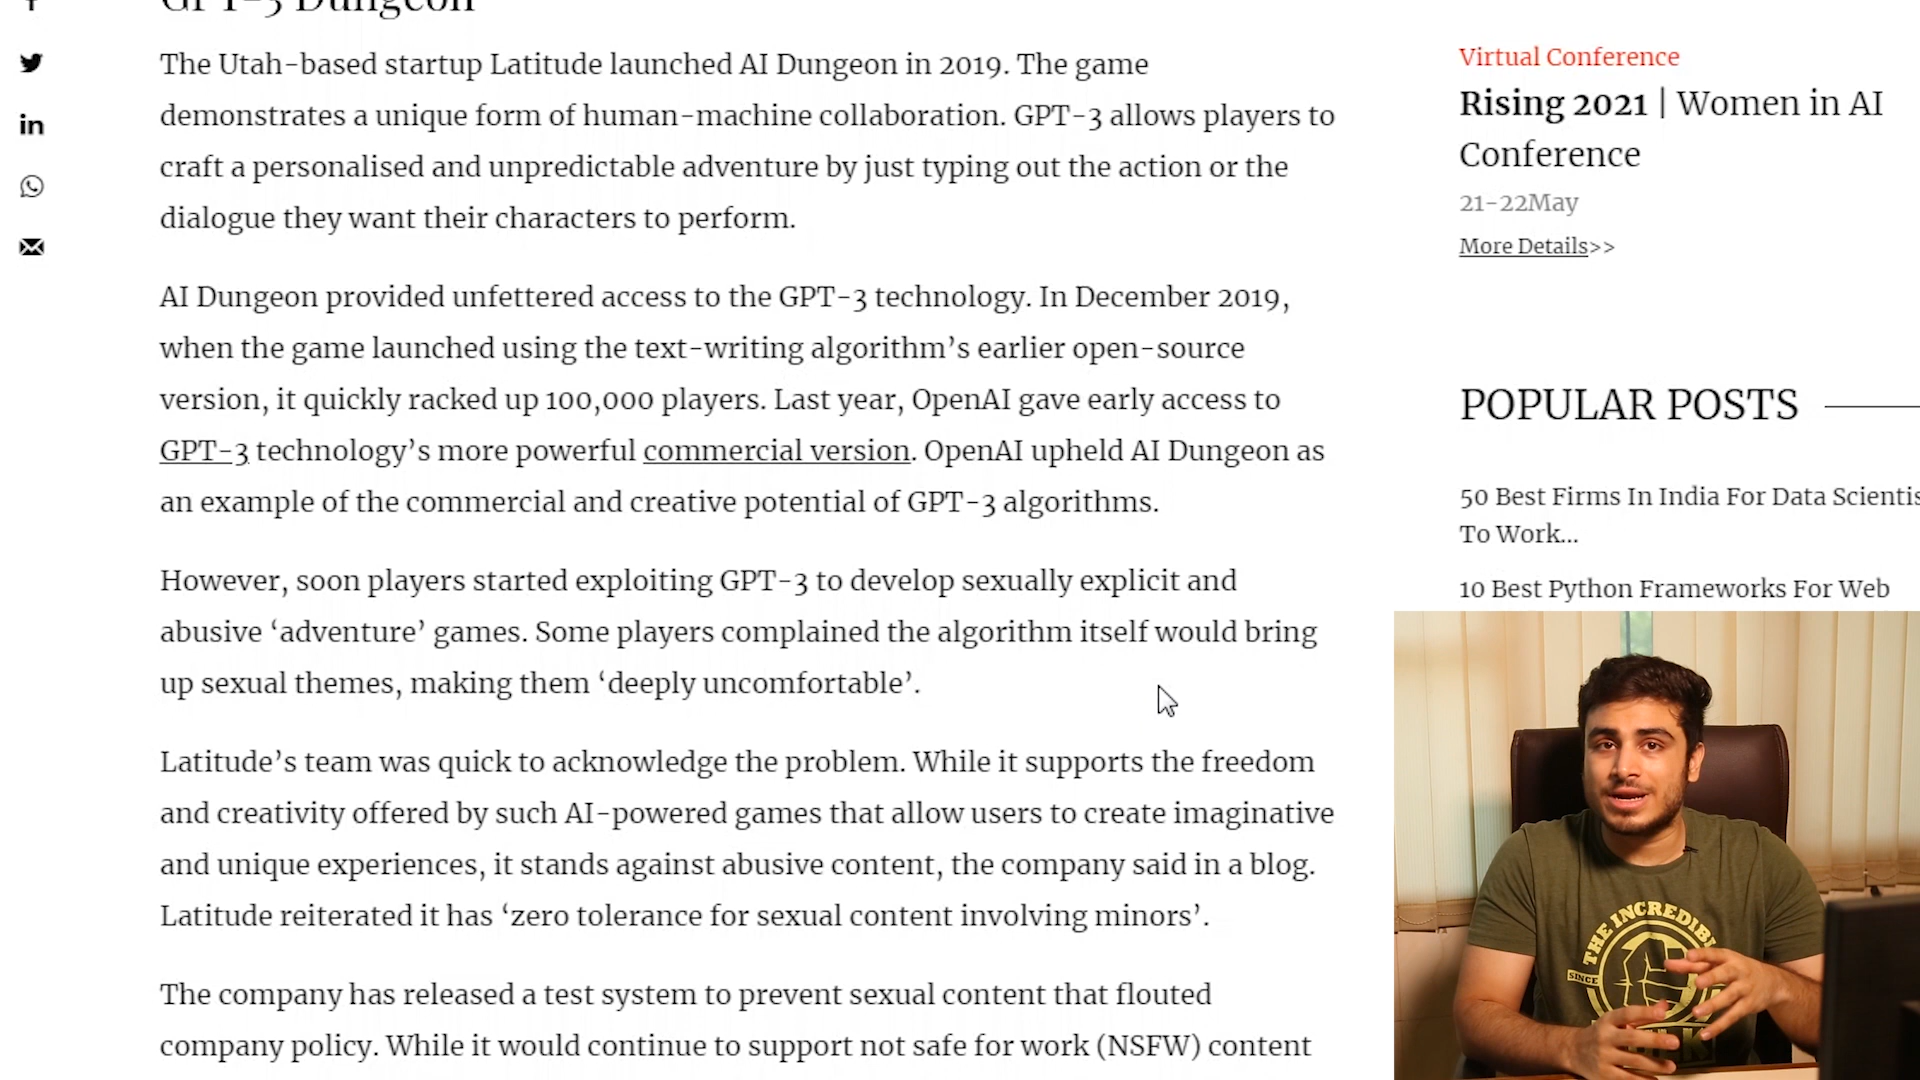 GPT-3 Dungeon
The Utah-based startup Latitude launched AI Dungeon in 2019. The game
demonstrates a unique form of human-machine collaboration. GPT-3 allows players to
craft a personalised and unpredictable adventure by just typing out the action or the
dialogue they want their characters to perform.
AI Dungeon provided unfettered access to the GPT-3 technology. In December 2019,
when the game launched using the text-writing algorithm’s earlier open-source
version, it quickly racked up 100,000 players. Last year, OpenAI gave early access to
GPT-3 technology’s more powerful commercial version. OpenAI upheld AI Dungeon as
an example of the commercial and creative potential of GPT-3 algorithms.
However, soon players started exploiting GPT-3 to develop sexually explicit and
abusive ‘adventure’ games. Some players complained the algorithm itself would bring
up sexual themes, making them ‘deeply uncomfortable’.
Latitude’s team was quick to acknowledge the problem. While it supports the freedom
and creativity offered by such AI-powered games that allow users to create imaginative
and unique experiences, it stands against abusive content, the company said in a blog.
Latitude reiterated it has ‘zero tolerance for sexual content involving minors’.
The company has released a test system to prevent sexual content that flouted
company policy. While it would continue to support not safe for work (NSFW) content
Virtual Conference
Rising 2021 | Women in AI
Conference
21-22May
More Details>>
POPULAR POSTS
50 Best Firms In India For Data Scientis
To Work...
10 Best Python Frameworks For Web
THE INCREDIB
SINCE